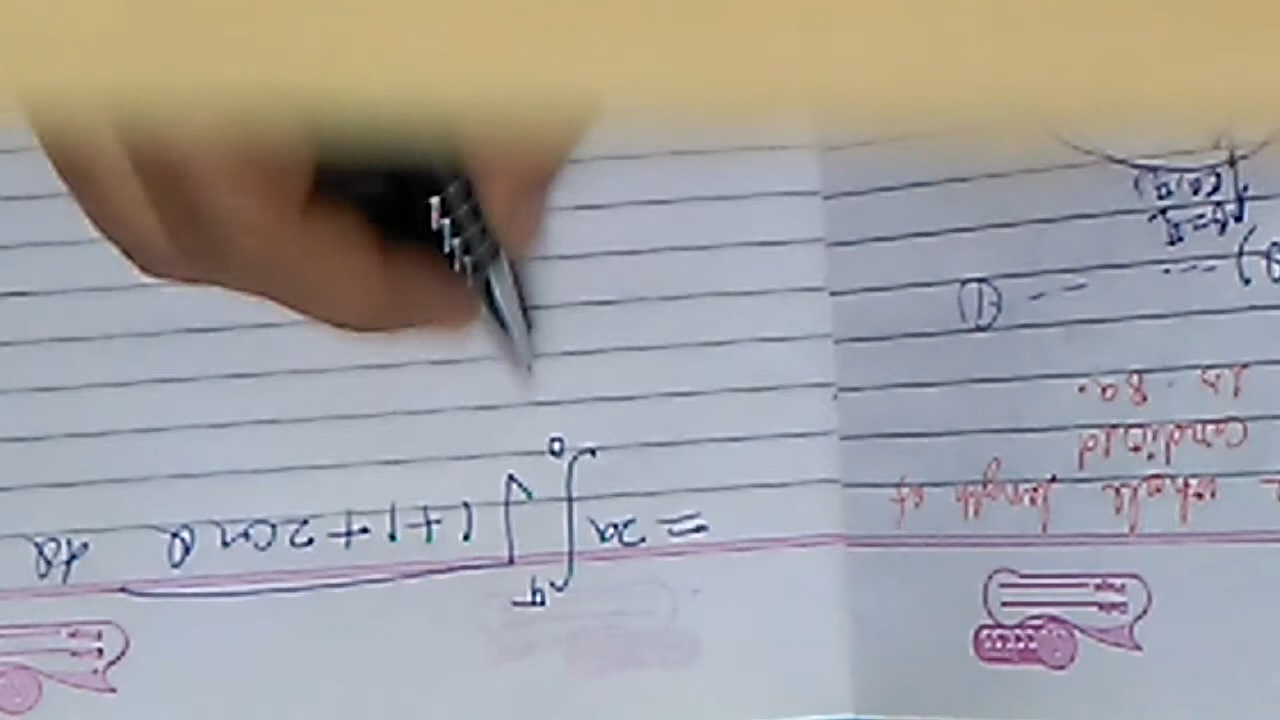 = 2a ∫₀^π √(1+1+2cosθ) dθ
whole length of
cardioid
is 8a.
--- ①
θ=π